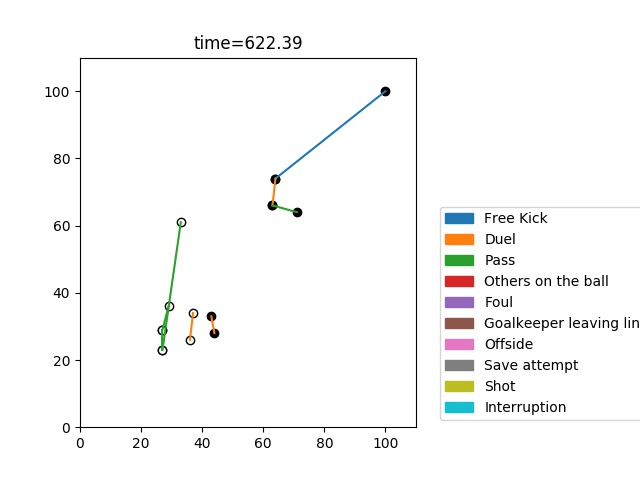 time=622.39
100
80
60
40
20
0
0 20 40 60 80 100
Free Kick
Duel
Pass
Others on the ball
Foul
Goalkeeper leaving lin
Offside
Save attempt
Shot
Interruption